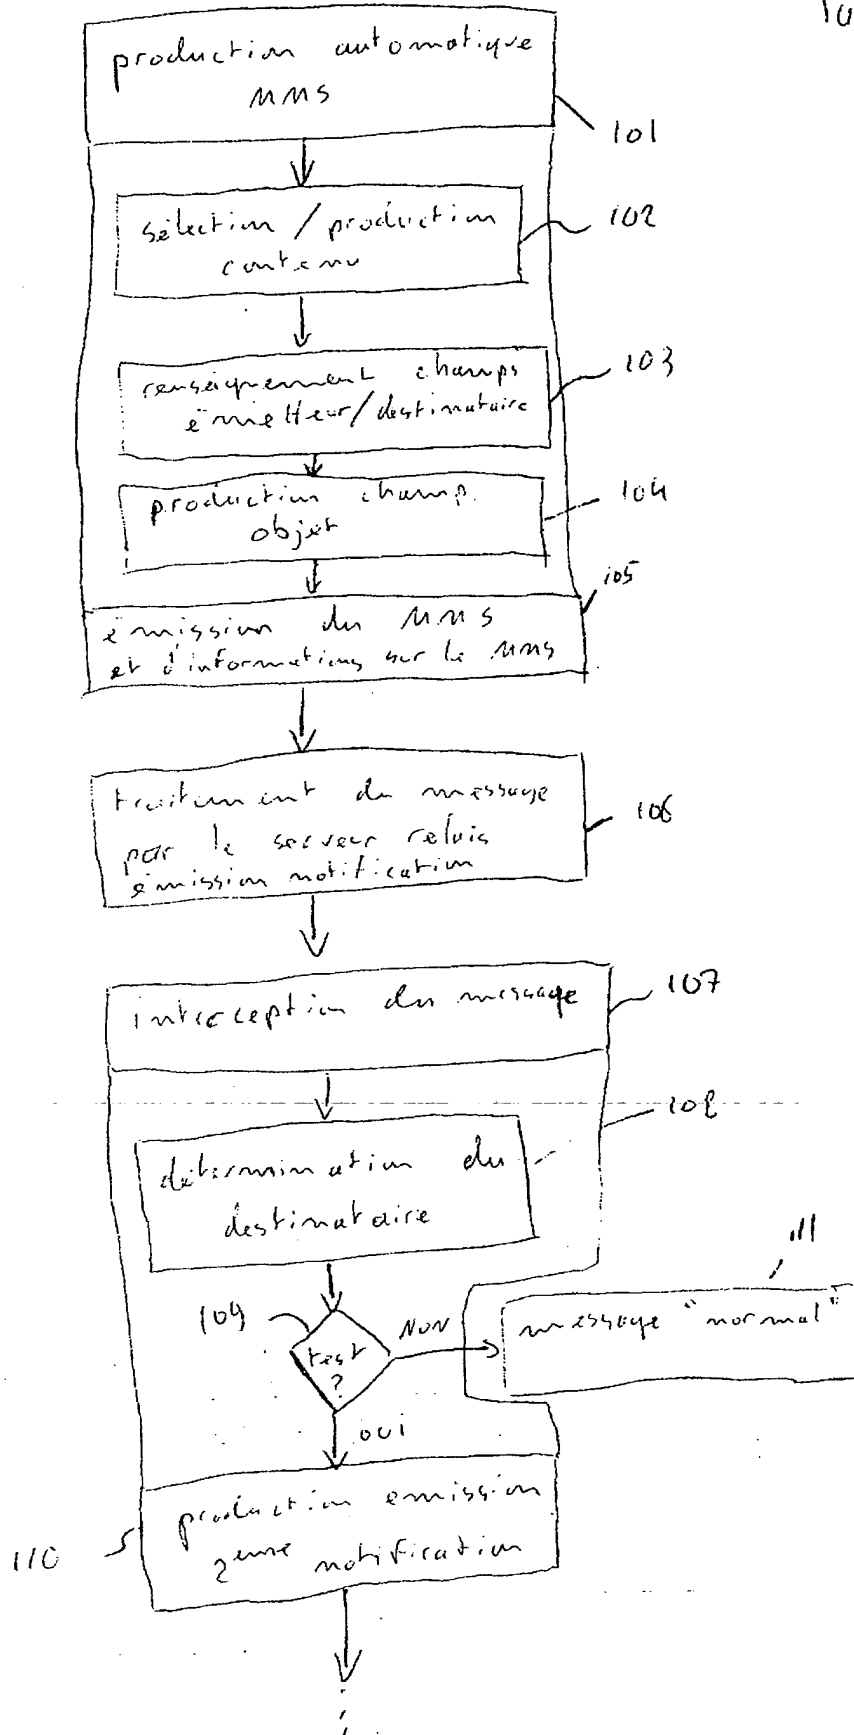 10
production automatique
MMS
101
sélection / production
contenu
102
renseignement champs
émetteur/destinataire
103
production champ
objet
104
émission du MMS
et d'informations sur le MMS
105
traitement du message
par le serveur relais
émission notification
106
interception du message
107
108
détermination du
destinataire
109
test
?
NON
message "normal"
111
oui
production emission
2eme notification
110